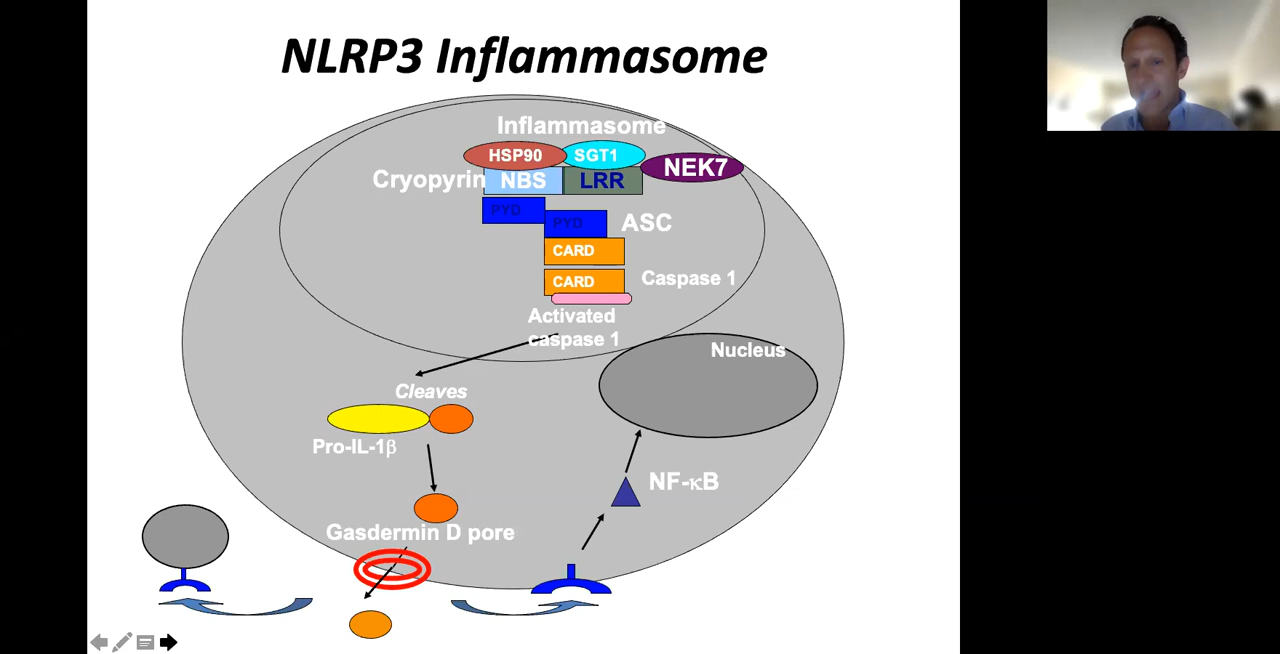 NLRP3 Inflammasome
Inflammasome
HSP90
SGT1
NEK7
Cryopyrin
NBS
LRR
PYD
PYD
ASC
CARD
CARD
Caspase 1
Activated
caspase 1
Nucleus
Cleaves
Pro-IL-1β
NF-κB
Gasdermin D pore